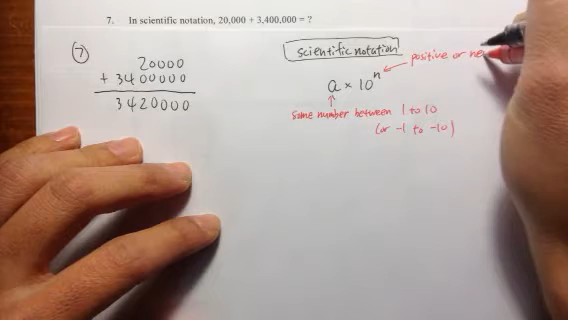 7. In scientific notation, 20,000 + 3,400,000 = ?
7
20000
+ 3400000
3420000
scientific notation
a × 10ⁿ
positive or ne
some number between 1 to 10
(or -1 to -10)